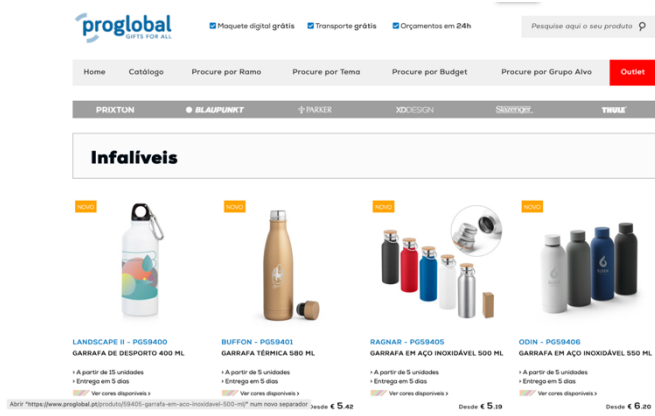 proglobal
GIFTS FOR ALL
Maquete digital grátis Transporte grátis Orçamentos em 24h
Pesquise aqui o seu produto
Home Catálogo Procure por Ramo Procure por Tema Procure por Budget Procure por Grupo Alvo Outlet
PRIXTON BLAUPUNKT PARKER XDDESIGN Slazenger THULE
Infalíveis
NOVO NOVO NOVO NOVO
LANDSCAPE II - PG59400 BUFFON - PG59401 RAGNAR - PG59405 ODIN - PG59406
GARRAFA DE DESPORTO 400 ML GARRAFA TÉRMICA 580 ML GARRAFA EM AÇO INOXIDÁVEL 500 ML GARRAFA EM AÇO INOXIDÁVEL 550 ML
› A partir de 15 unidades › A partir de 5 unidades › A partir de 5 unidades › A partir de 5 unidades
› Entrega em 5 dias › Entrega em 5 dias › Entrega em 5 dias › Entrega em 5 dias
Ver cores disponíveis › Ver cores disponíveis › Ver cores disponíveis › Ver cores disponíveis ›
Abrir "https://www.proglobal.pt/produto/59405-garrafa-em-aco-inoxidavel-500-ml/" num novo separador
Desde € 5.42 Desde € 5.19 Desde € 6.20